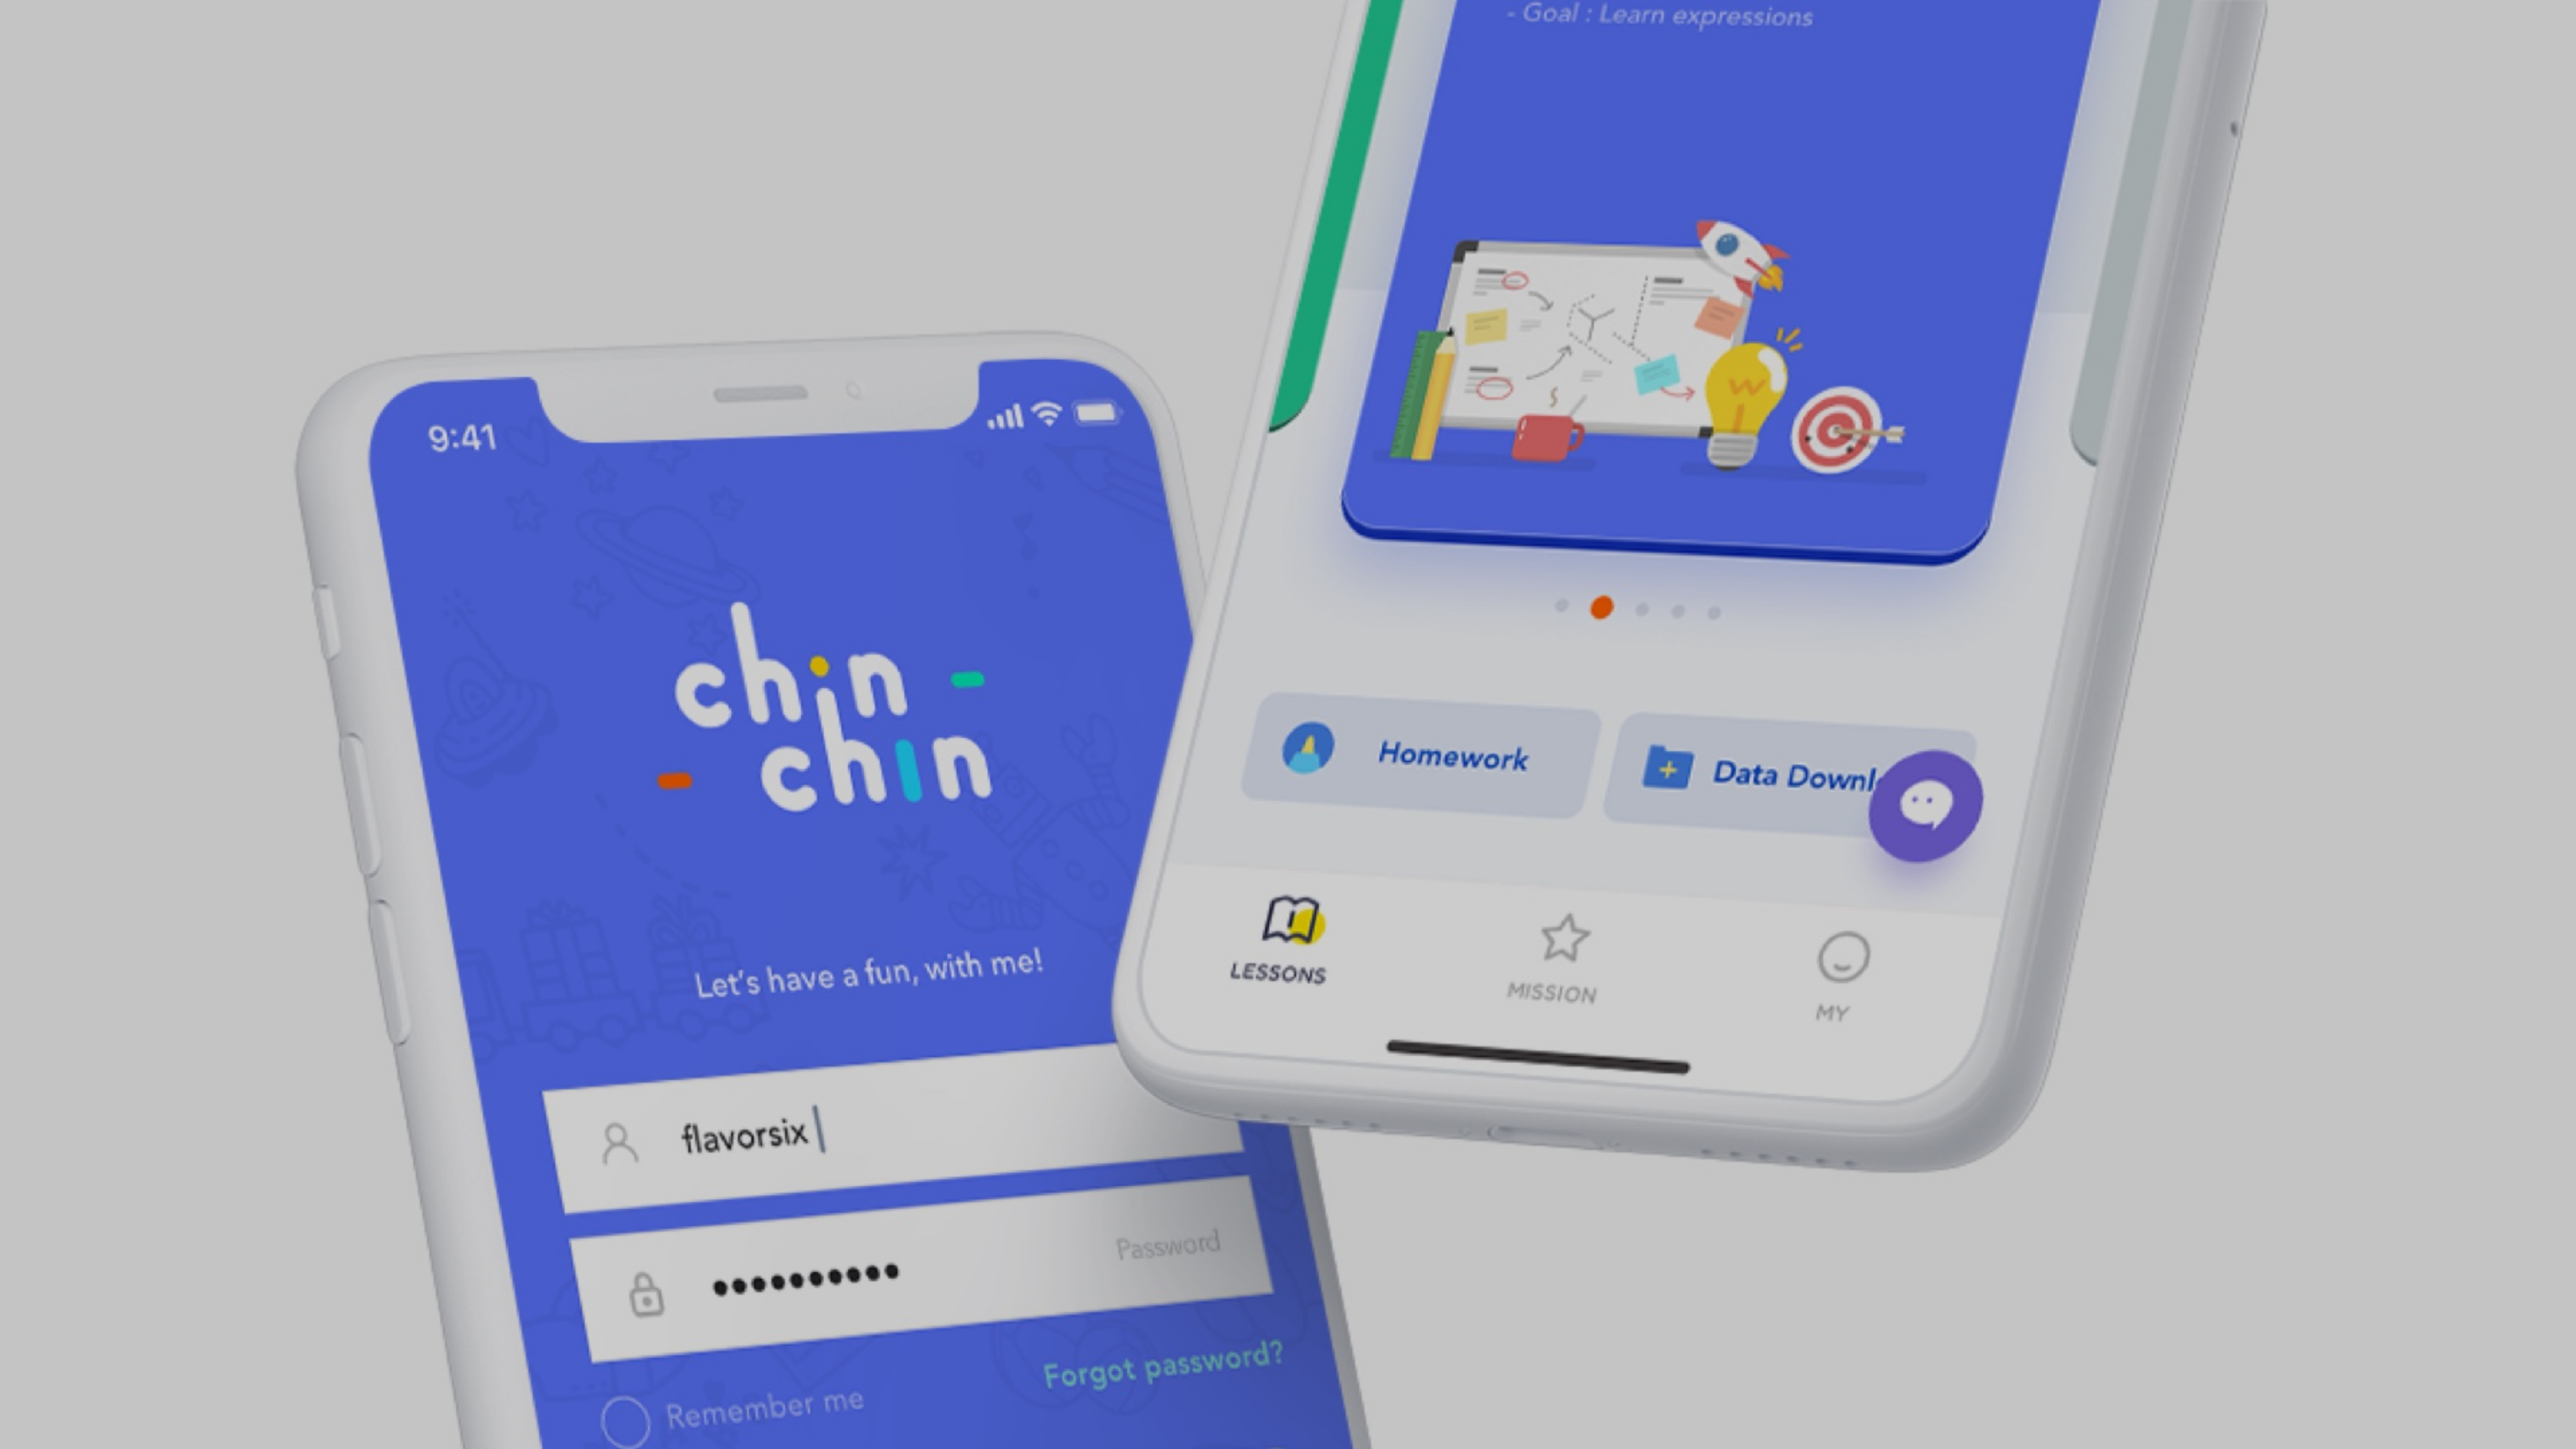 9:41
chin
chin
Let's have a fun, with me!
flavorsix
Password
Remember me
Forgot password?
- Goal : Learn expressions
Homework
Data Downl
LESSONS
MISSION
MY